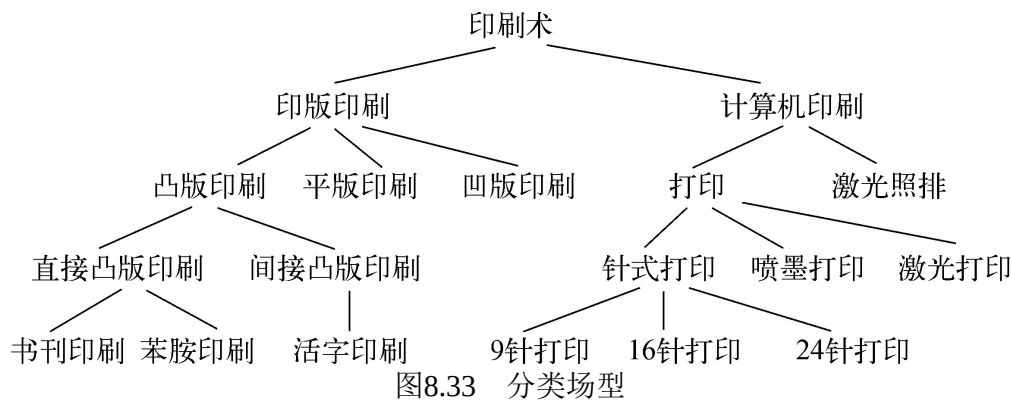 印刷术
印版印刷 计算机印刷
凸版印刷 平版印刷 凹版印刷 打印 激光照排
直接凸版印刷 间接凸版印刷 针式打印 喷墨打印 激光打印
书刊印刷 苯胺印刷 活字印刷 9针打印 16针打印 24针打印
图8.33 分类场型